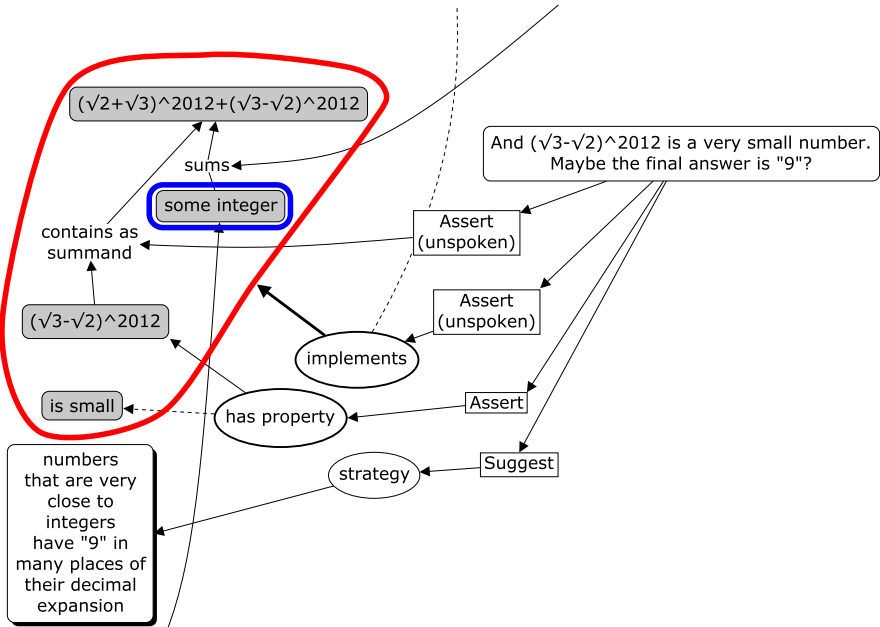 (√2+√3)^2012+(√3-√2)^2012
And (√3-√2)^2012 is a very small number.
Maybe the final answer is "9"?
sums
some integer
Assert
(unspoken)
contains as
summand
Assert
(unspoken)
(√3-√2)^2012
implements
is small
has property
Assert
numbers
that are very
close to
integers
have "9" in
many places of
their decimal
expansion
strategy
Suggest